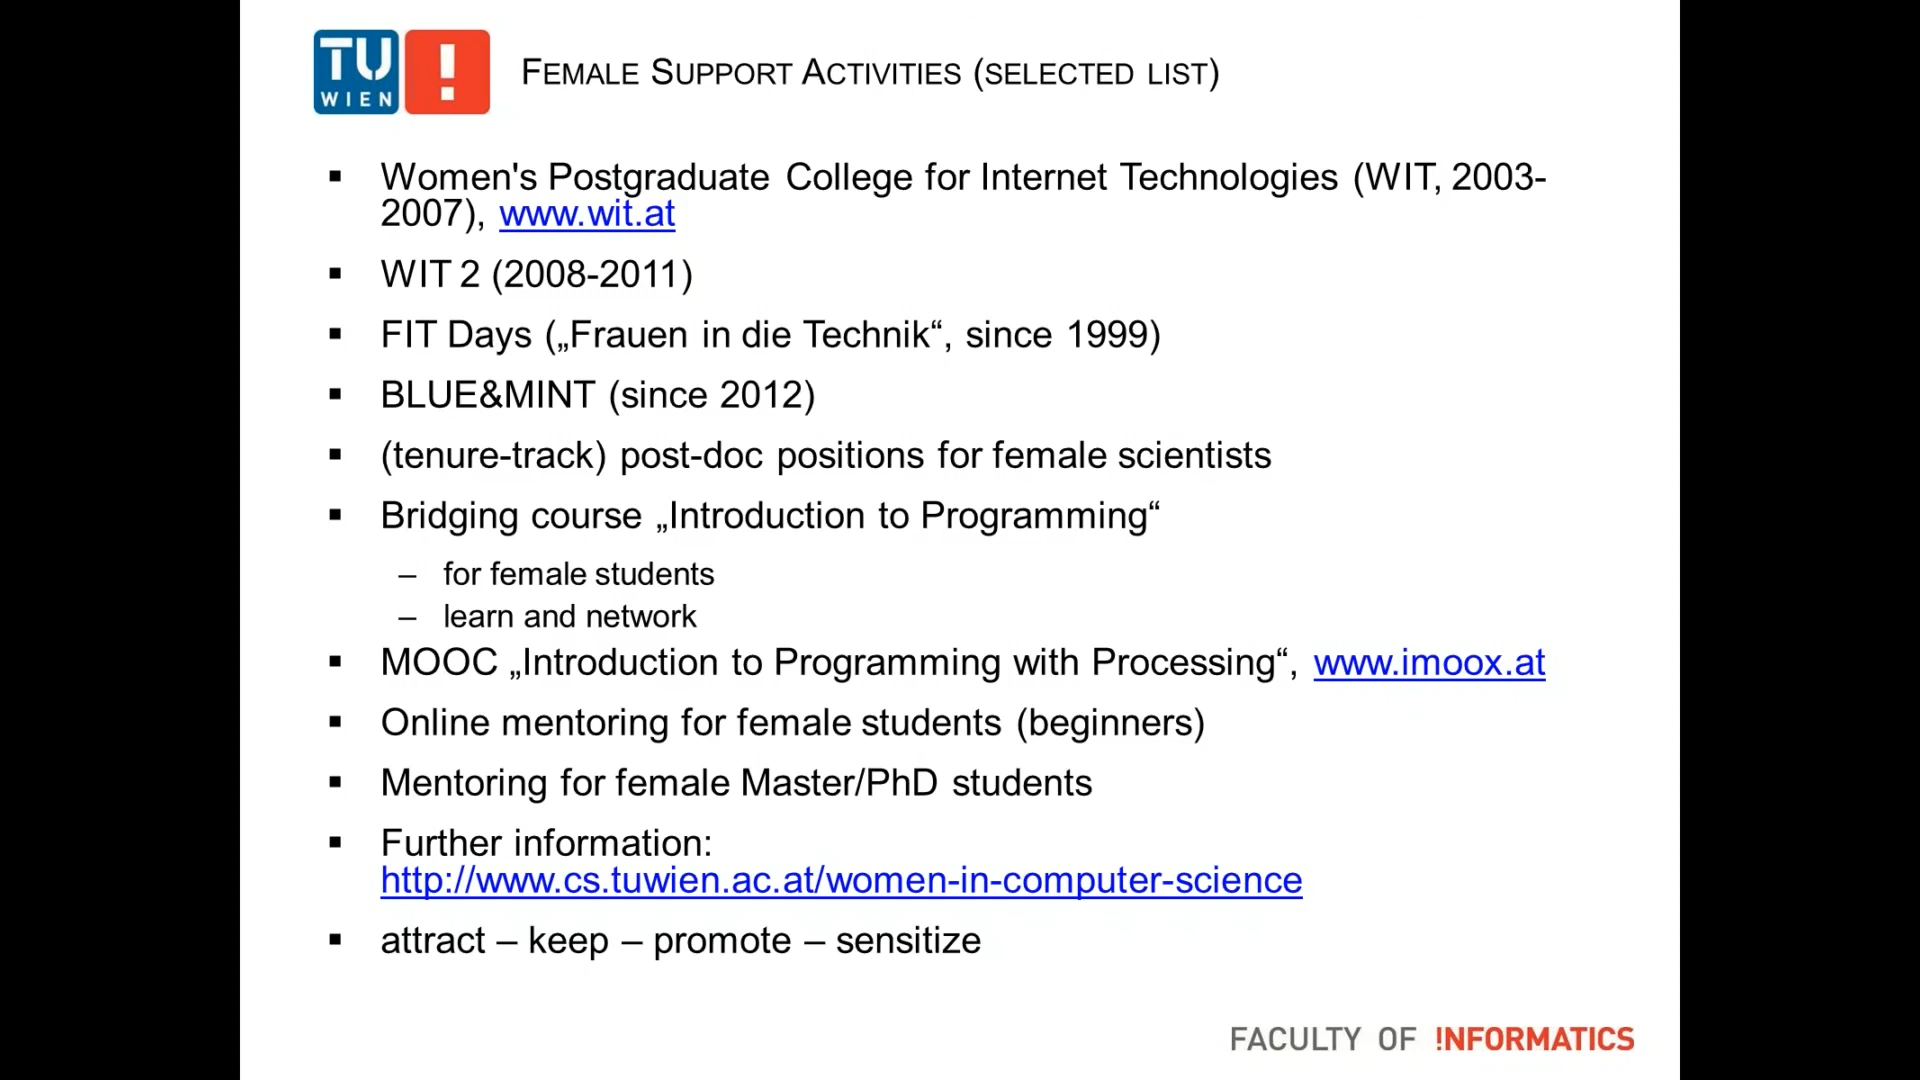 TU
WIEN
!
FEMALE SUPPORT ACTIVITIES (SELECTED LIST)
▪ Women's Postgraduate College for Internet Technologies (WIT, 2003-
2007), www.wit.at
▪ WIT 2 (2008-2011)
▪ FIT Days („Frauen in die Technik“, since 1999)
▪ BLUE&MINT (since 2012)
▪ (tenure-track) post-doc positions for female scientists
▪ Bridging course „Introduction to Programming“
– for female students
– learn and network
▪ MOOC „Introduction to Programming with Processing“, www.imoox.at
▪ Online mentoring for female students (beginners)
▪ Mentoring for female Master/PhD students
▪ Further information:
http://www.cs.tuwien.ac.at/women-in-computer-science
▪ attract – keep – promote – sensitize
FACULTY OF !NFORMATICS